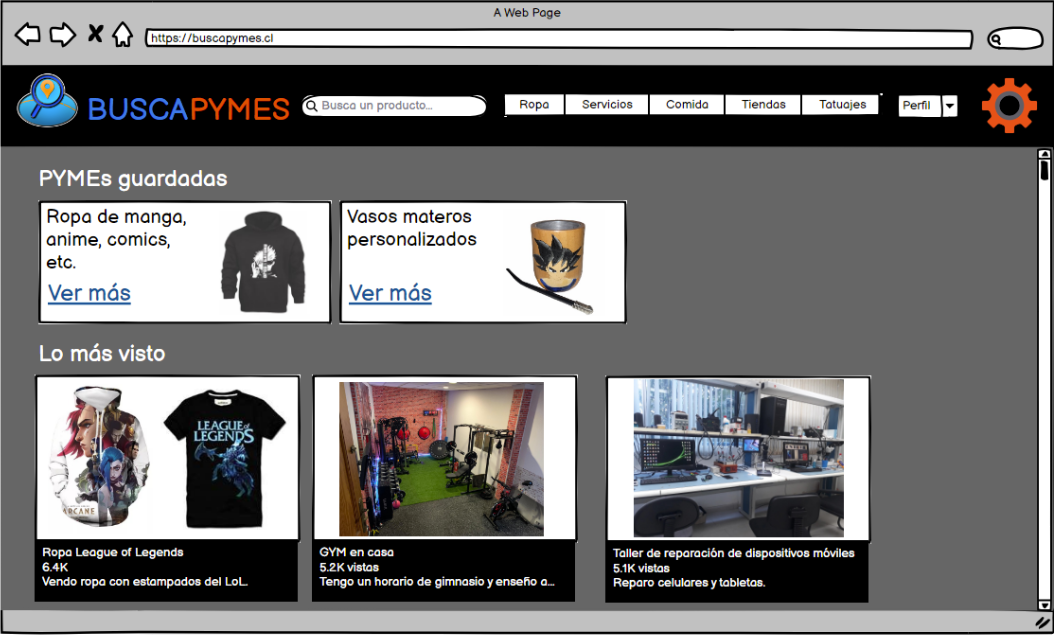 A Web Page
https://buscapymes.cl
BUSCAPYMES
Busca un producto...
Ropa
Servicios
Comida
Tiendas
Tatuajes
Perfil
PYMEs guardadas
Ropa de manga,
anime, comics,
etc.
Ver más
Vasos materos
personalizados
Ver más
Lo más visto
ARCANE
LEAGUE of
LEGENDS
Ropa League of Legends
6.4K
Vendo ropa con estampados del LoL.
GYM en casa
5.2K vistas
Tengo un horario de gimnasio y enseño a...
Taller de reparación de dispositivos móviles
5.1K vistas
Reparo celulares y tabletas.